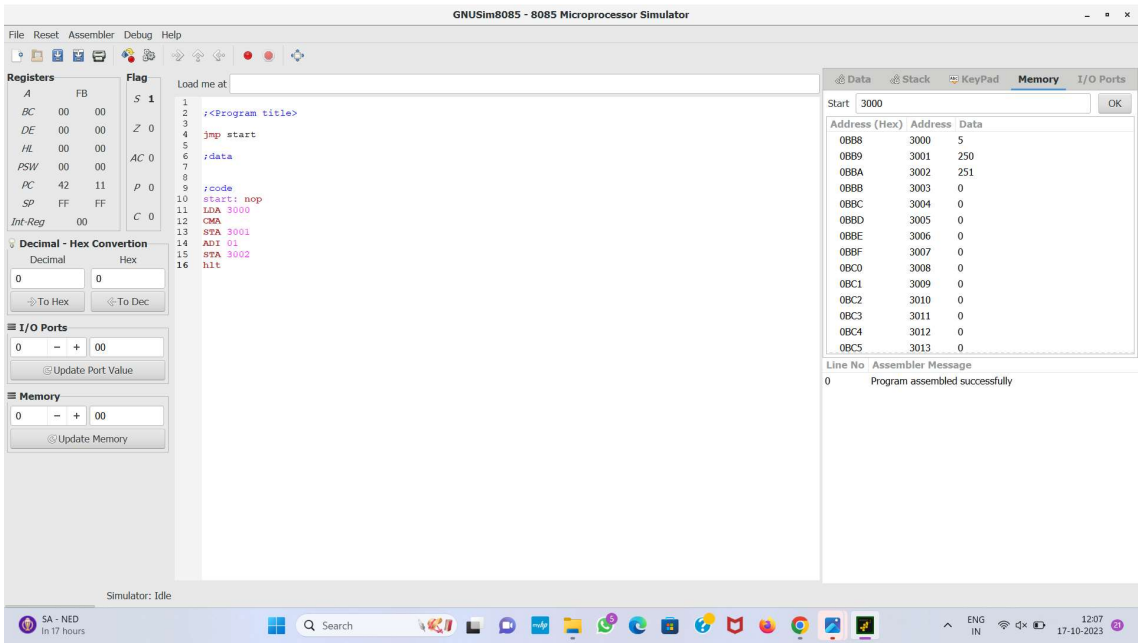 GNUSim8085 - 8085 Microprocessor Simulator
File Reset Assembler Debug Help
Registers
A FB
BC 00 00
DE 00 00
HL 00 00
PSW 00 00
PC 42 11
SP FF FF
Int-Reg 00
Flag
S 1
Z 0
AC 0
P 0
C 0
Decimal - Hex Convertion
Decimal Hex
0 0
To Hex To Dec
I/O Ports
0 - + 00
Update Port Value
Memory
0 - + 00
Update Memory
Load me at
1
2 ;<Program title>
3
4 jmp start
5
6 ;data
7
8
9 ;code
10 start: nop
11 LDA 3000
12 CMA
13 STA 3001
14 ADI 01
15 STA 3002
16 hlt
Data Stack KeyPad Memory I/O Ports
Start 3000 OK
Address (Hex) Address Data
0BB8 3000 5
0BB9 3001 250
0BBA 3002 251
0BBB 3003 0
0BBC 3004 0
0BBD 3005 0
0BBE 3006 0
0BBF 3007 0
0BC0 3008 0
0BC1 3009 0
0BC2 3010 0
0BC3 3011 0
0BC4 3012 0
0BC5 3013 0
Line No Assembler Message
0 Program assembled successfully
Simulator: Idle
SA - NED
In 17 hours
Search
5
ENG
IN
12:07
17-10-2023
21